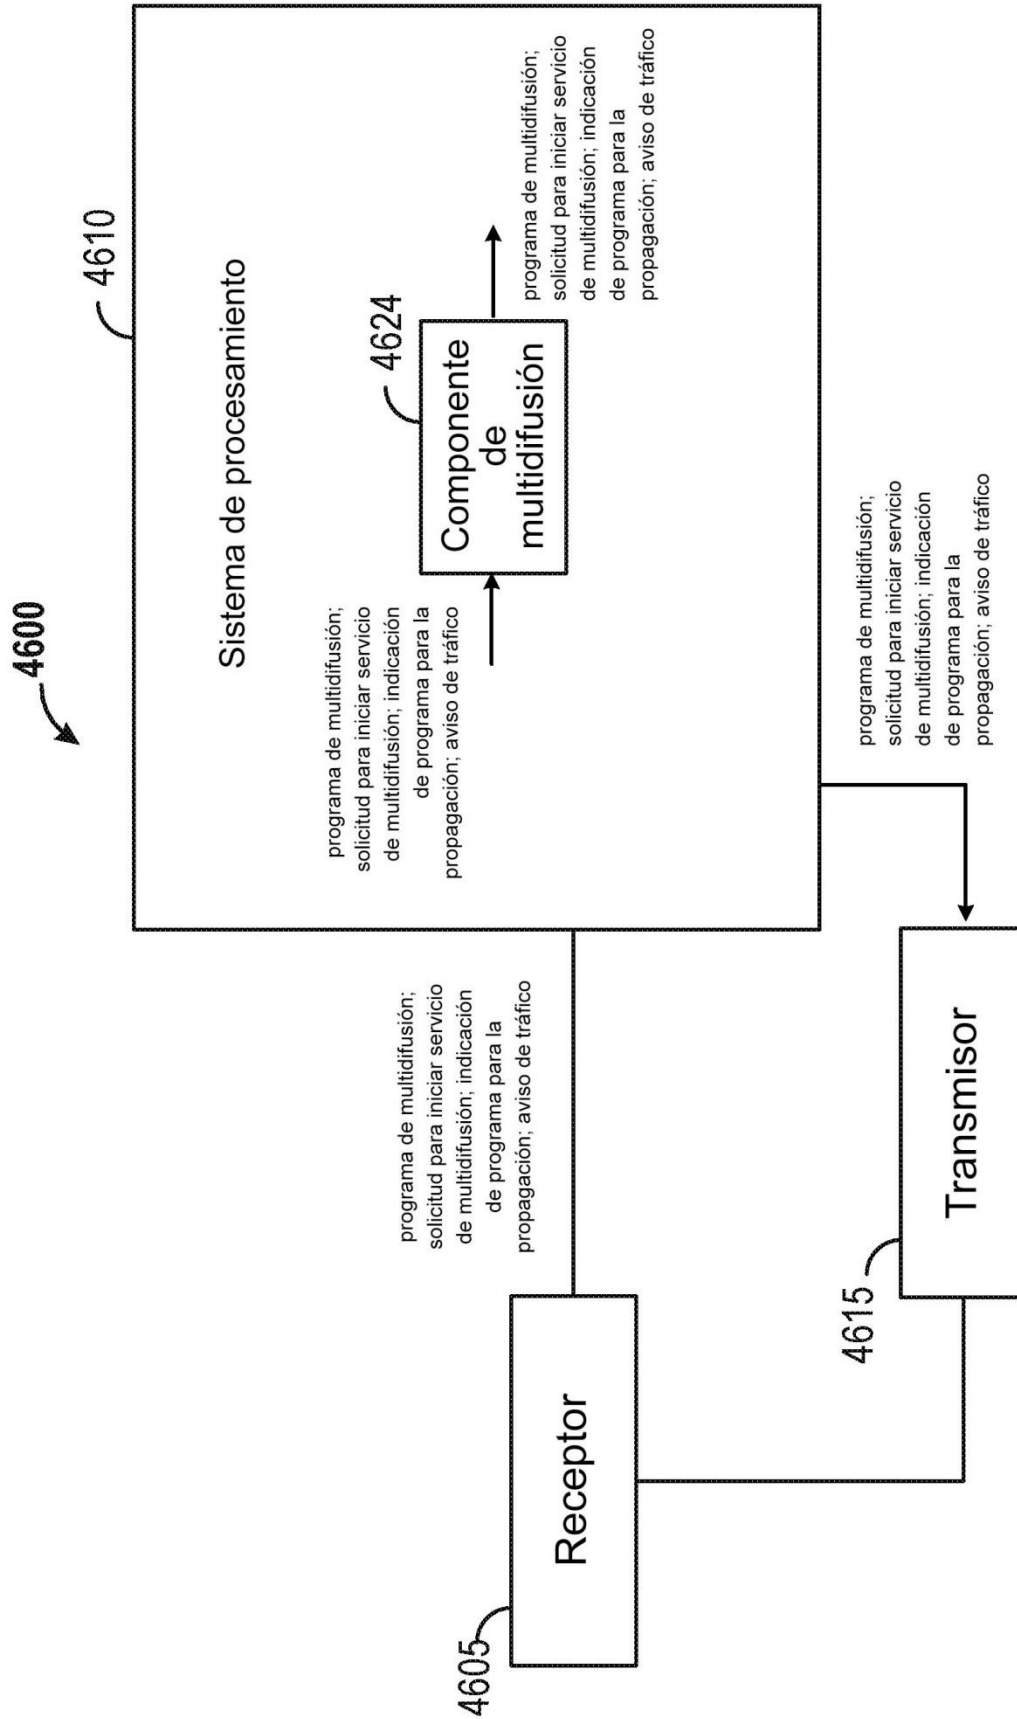 4600
4610
Sistema de procesamiento
4624
Componente
de
multidifusión
programa de multidifusión;
solicitud para iniciar servicio
de multidifusión; indicación
de programa para la
propagación; aviso de tráfico
programa de multidifusión;
solicitud para iniciar servicio
de multidifusión; indicación
de programa para la
propagación; aviso de tráfico
programa de multidifusión;
solicitud para iniciar servicio
de multidifusión; indicación
de programa para la
propagación; aviso de tráfico
4605
Receptor
programa de multidifusión;
solicitud para iniciar servicio
de multidifusión; indicación
de programa para la
propagación; aviso de tráfico
4615
Transmisor